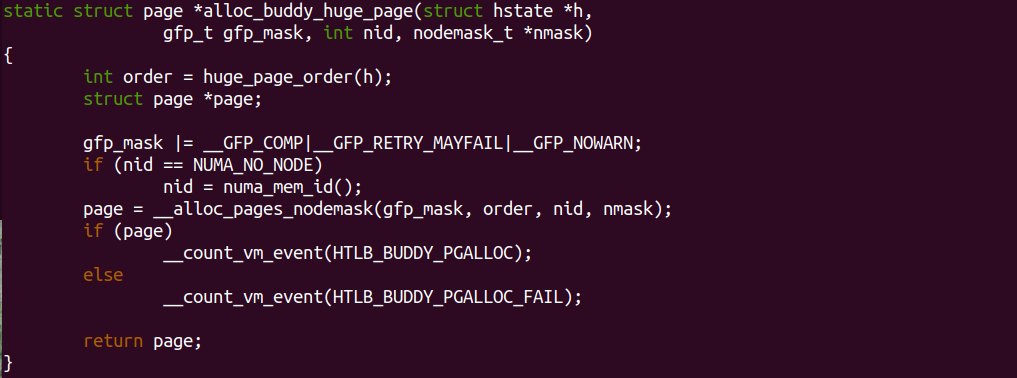 static struct page *alloc_buddy_huge_page(struct hstate *h,
                gfp_t gfp_mask, int nid, nodemask_t *nmask)
{
        int order = huge_page_order(h);
        struct page *page;

        gfp_mask |= __GFP_COMP|__GFP_RETRY_MAYFAIL|__GFP_NOWARN;
        if (nid == NUMA_NO_NODE)
                nid = numa_mem_id();
        page = __alloc_pages_nodemask(gfp_mask, order, nid, nmask);
        if (page)
                __count_vm_event(HTLB_BUDDY_PGALLOC);
        else
                __count_vm_event(HTLB_BUDDY_PGALLOC_FAIL);

        return page;
}